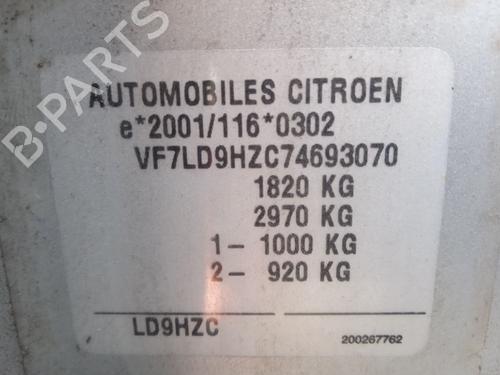 B-PARTS
AUTOMOBILES CITROEN
e*2001/116*0302
VF7LD9HZC74693070
1820 KG
2970 KG
1- 1000 KG
2- 920 KG
LD9HZC
200267762